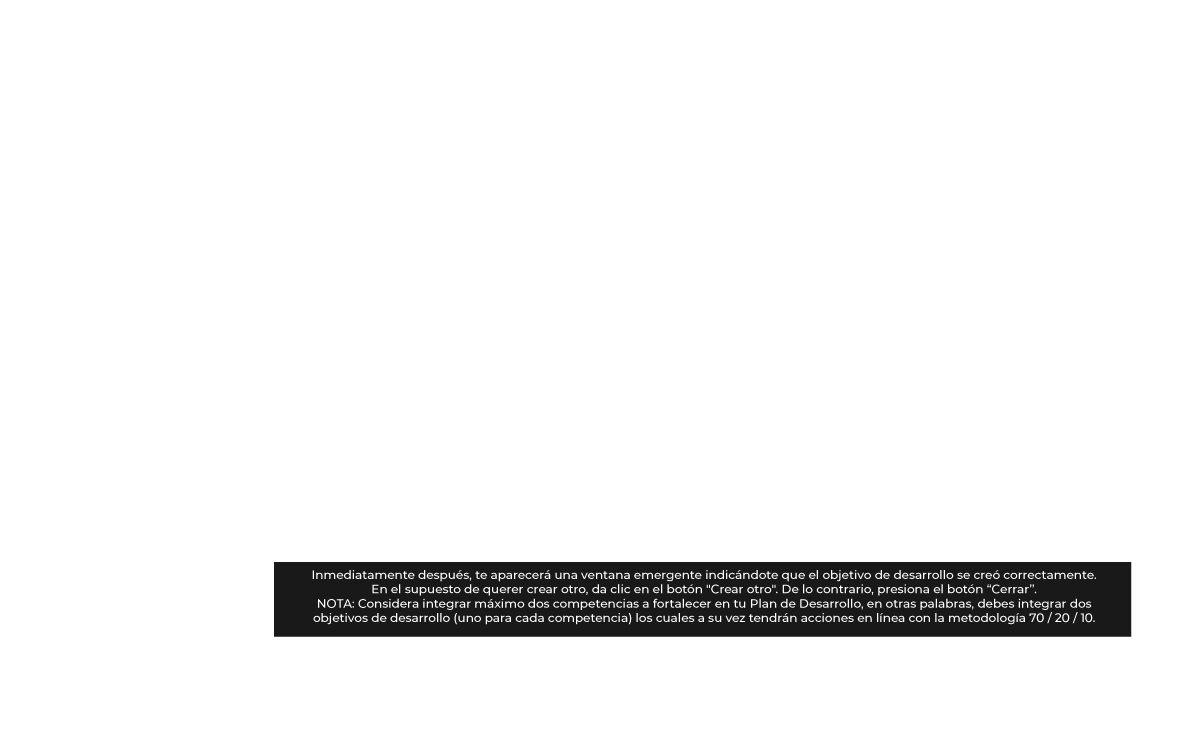 Inmediatamente después, te aparecerá una ventana emergente indicándote que el objetivo de desarrollo se creó correctamente.
En el supuesto de querer crear otro, da clic en el botón "Crear otro". De lo contrario, presiona el botón “Cerrar”.
NOTA: Considera integrar máximo dos competencias a fortalecer en tu Plan de Desarrollo, en otras palabras, debes integrar dos
objetivos de desarrollo (uno para cada competencia) los cuales a su vez tendrán acciones en línea con la metodología 70 / 20 / 10.